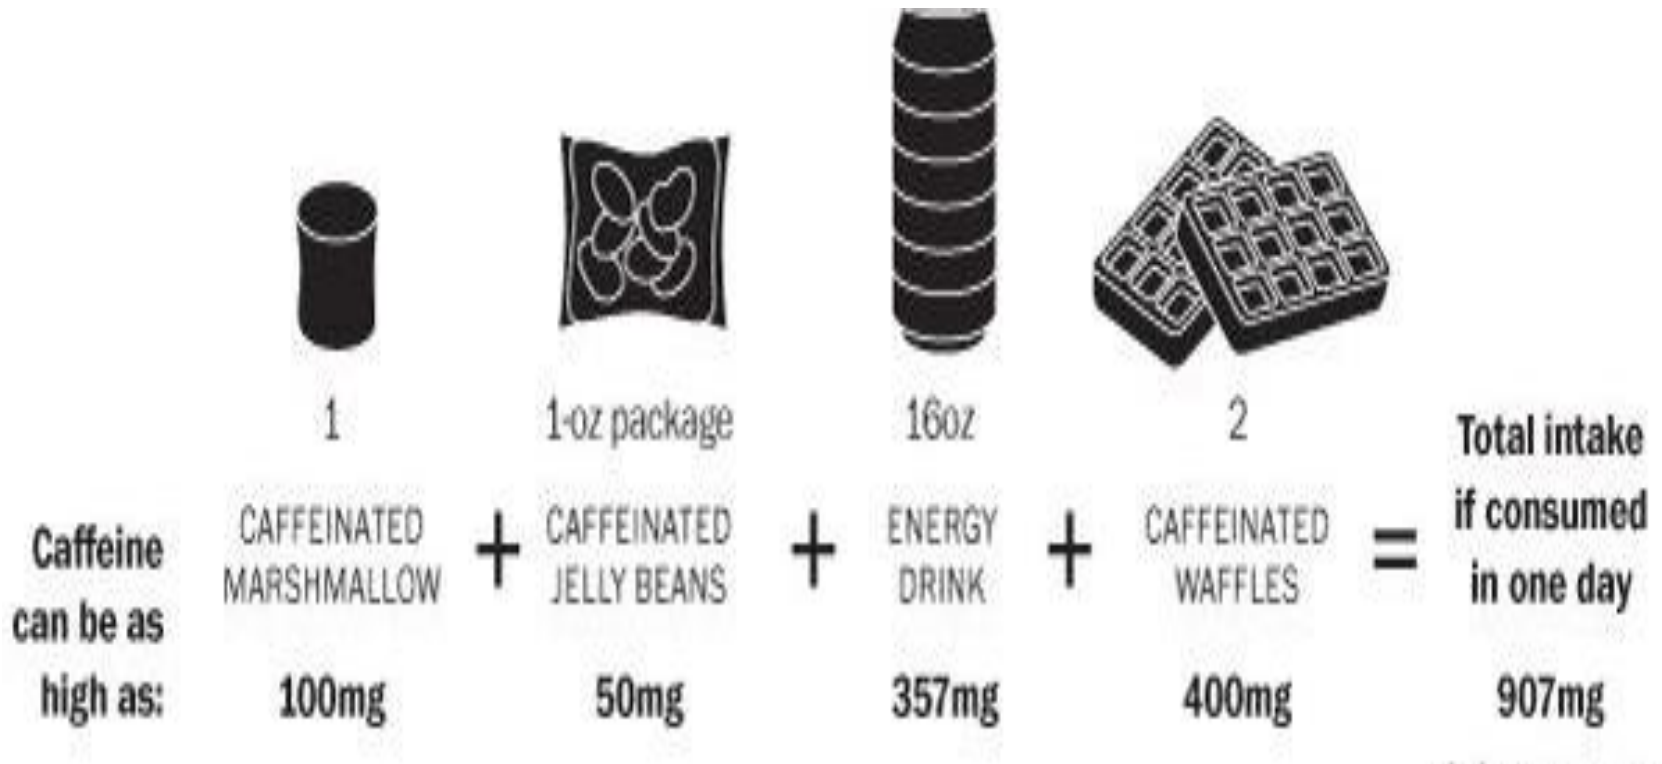 1
1-oz package
16oz
2
Caffeine
can be as
high as:
CAFFEINATED
MARSHMALLOW
+
CAFFEINATED
JELLY BEANS
+
ENERGY
DRINK
+
CAFFEINATED
WAFFLES
=
Total intake
if consumed
in one day
100mg
50mg
357mg
400mg
907mg